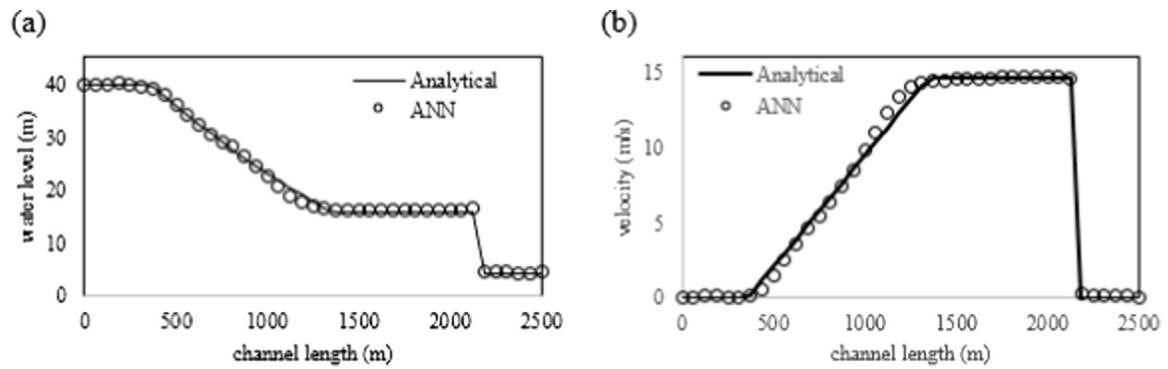 (a)
40
30
20
10
0
water level (m)
Analytical
ANN
0 500 1000 1500 2000 2500
channel length (m)
(b)
15
10
5
0
velocity (m/s)
Analytical
ANN
0 500 1000 1500 2000 2500
channel length (m)